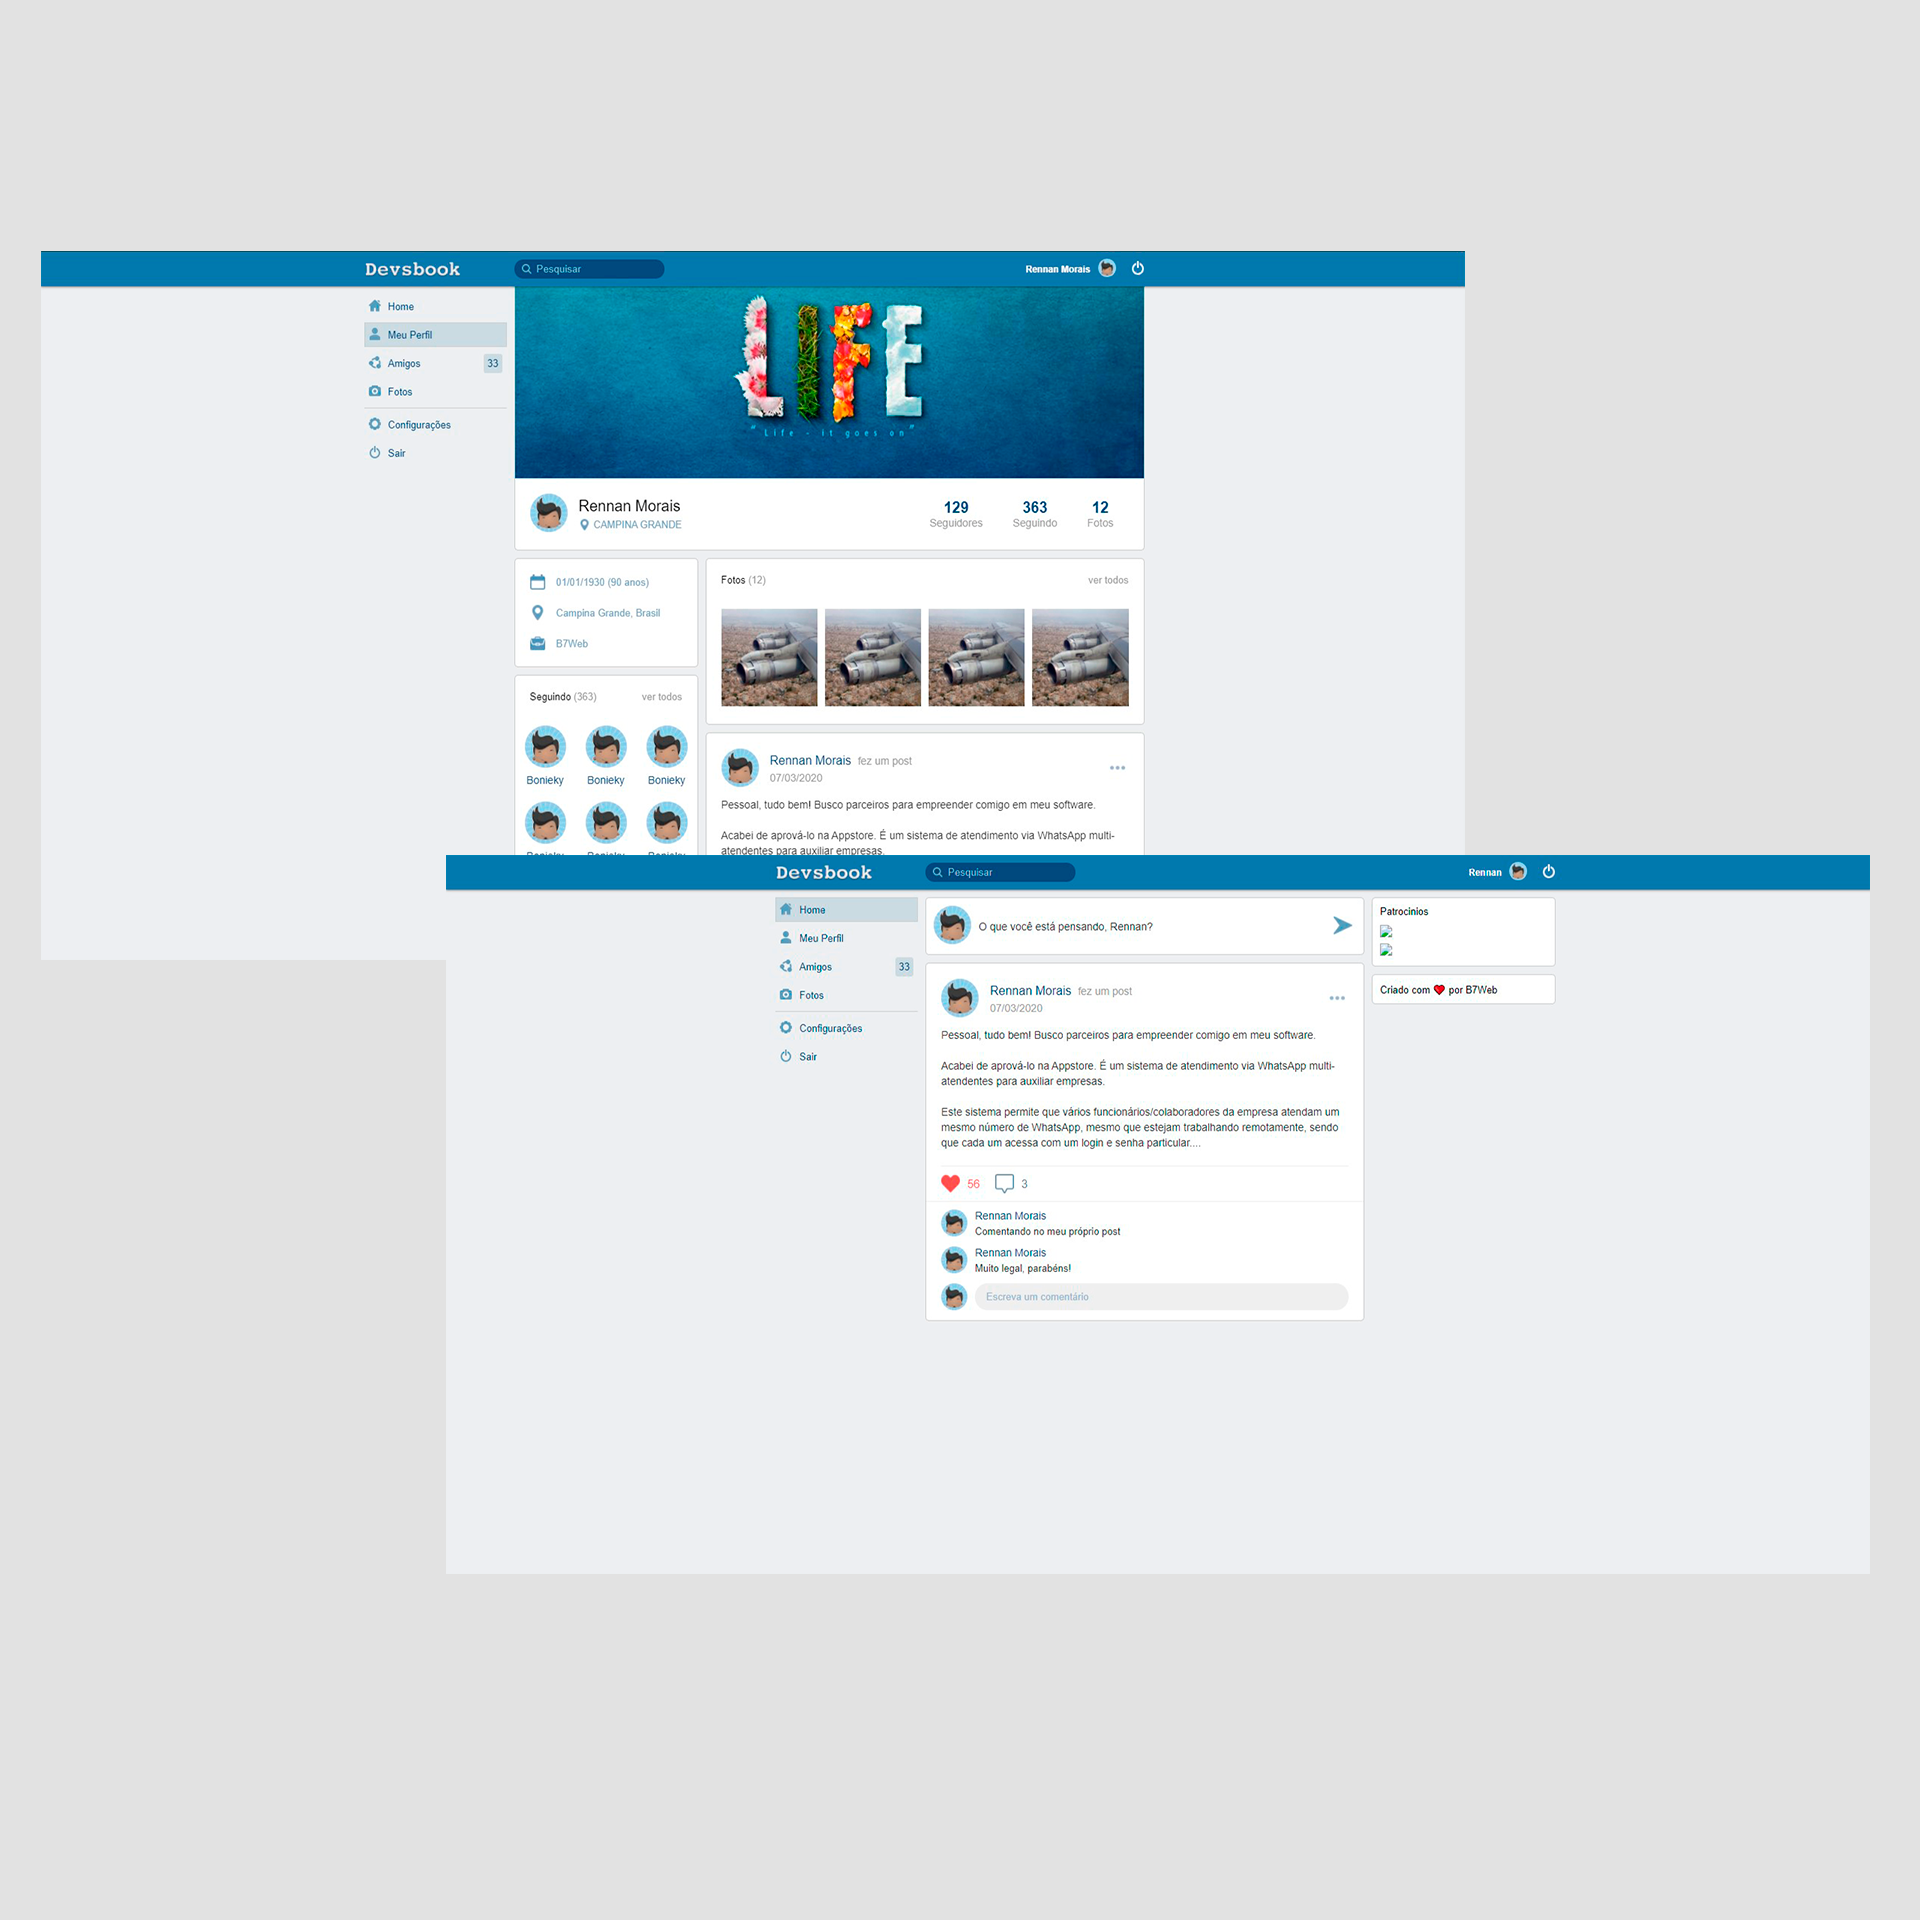 Devsbook
Pesquisar
Rennan Morais
Home
Meu Perfil
Amigos 33
Fotos
Configurações
Sair
LIFE
" Life - it goes on "
Rennan Morais
CAMPINA GRANDE
129
Seguidores
363
Seguindo
12
Fotos
01/01/1930 (90 anos)
Campina Grande, Brasil
B7Web
Seguindo (363) ver todos
Bonieky Bonieky Bonieky
Bonieky Bonieky Bonieky
Fotos (12) ver todos
Rennan Morais fez um post
07/03/2020
Pessoal, tudo bem! Busco parceiros para empreender comigo em meu software.
Acabei de aprová-lo na Appstore. É um sistema de atendimento via WhatsApp multi-
atendentes para auxiliar empresas.
Devsbook
Pesquisar
Rennan
Home
Meu Perfil
Amigos 33
Fotos
Configurações
Sair
O que você está pensando, Rennan?
Rennan Morais fez um post
07/03/2020
Pessoal, tudo bem! Busco parceiros para empreender comigo em meu software.
Acabei de aprová-lo na Appstore. É um sistema de atendimento via WhatsApp multi-
atendentes para auxiliar empresas.
Este sistema permite que vários funcionários/colaboradores da empresa atendam um
mesmo número de WhatsApp, mesmo que estejam trabalhando remotamente, sendo
que cada um acessa com um login e senha particular....
56 3
Rennan Morais
Comentando no meu próprio post
Rennan Morais
Muito legal, parabéns!
Escreva um comentário
Patrocinios
Criado com ❤️ por B7Web